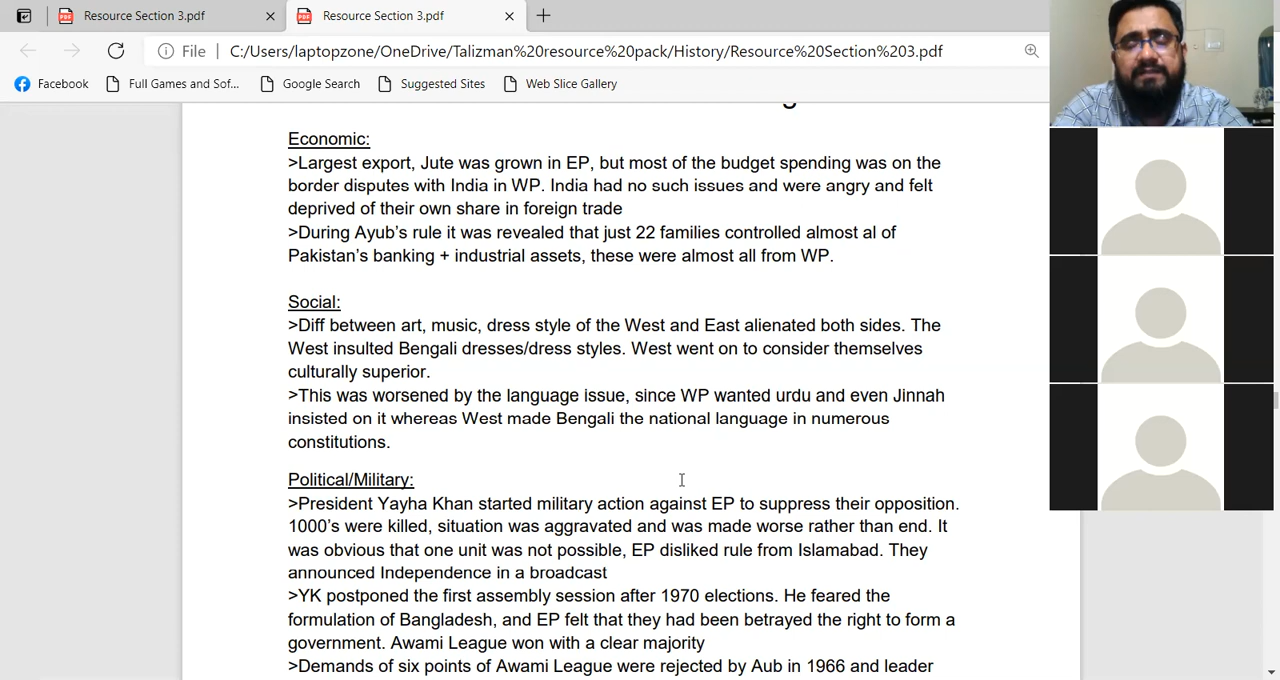 Resource Section 3.pdf
Resource Section 3.pdf
File
C:/Users/laptopzone/OneDrive/Talizman%20resource%20pack/History/Resource%20Section%203.pdf
Facebook
Full Games and Sof...
Google Search
Suggested Sites
Web Slice Gallery
Economic:
>Largest export, Jute was grown in EP, but most of the budget spending was on the
border disputes with India in WP. India had no such issues and were angry and felt
deprived of their own share in foreign trade
>During Ayub's rule it was revealed that just 22 families controlled almost al of
Pakistan's banking + industrial assets, these were almost all from WP.
Social:
>Diff between art, music, dress style of the West and East alienated both sides. The
West insulted Bengali dresses/dress styles. West went on to consider themselves
culturally superior.
>This was worsened by the language issue, since WP wanted urdu and even Jinnah
insisted on it whereas West made Bengali the national language in numerous
constitutions.
Political/Military:
>President Yayha Khan started military action against EP to suppress their opposition.
1000's were killed, situation was aggravated and was made worse rather than end. It
was obvious that one unit was not possible, EP disliked rule from Islamabad. They
announced Independence in a broadcast
>YK postponed the first assembly session after 1970 elections. He feared the
formulation of Bangladesh, and EP felt that they had been betrayed the right to form a
government. Awami League won with a clear majority
>Demands of six points of Awami League were rejected by Aub in 1966 and leader